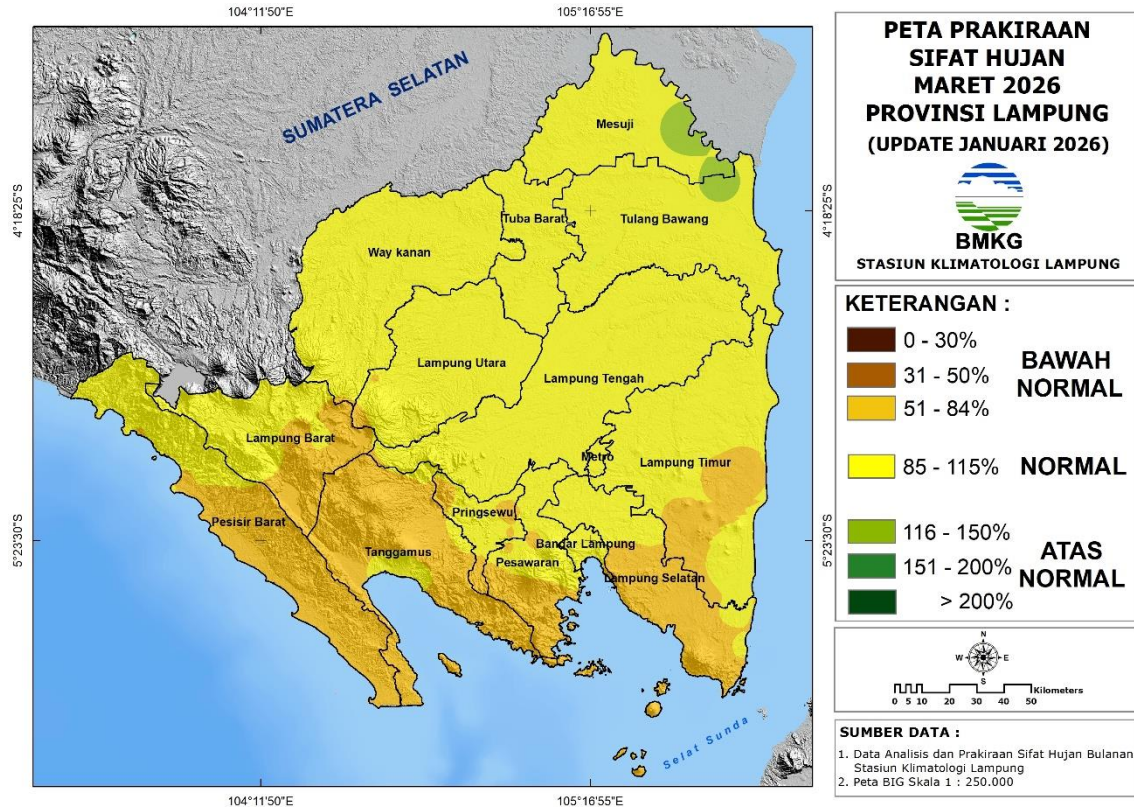 104°11'50"E
105°16'55"E
SUMATERA SELATAN
Mesuji
4°18'25"S
4°18'25"S
Tuba Barat
Tulang Bawang
Way kanan
Lampung Utara
Lampung Tengah
Lampung Barat
Metro
Lampung Timur
Pesisir Barat
Pringsewu
5°23'30"S
5°23'30"S
Tanggamus
Bandar Lampung
Pesawaran
Lampung Selatan
Selat Sunda
104°11'50"E
105°16'55"E
PETA PRAKIRAAN
SIFAT HUJAN
MARET 2026
PROVINSI LAMPUNG
(UPDATE JANUARI 2026)
BMKG
STASIUN KLIMATOLOGI LAMPUNG
KETERANGAN :
0 - 30%
31 - 50%
51 - 84%
BAWAH
NORMAL
85 - 115%
NORMAL
116 - 150%
151 - 200%
> 200%
ATAS
NORMAL
N
W
E
S
Kilometers
0 5 10 20 30 40 50
SUMBER DATA :
1. Data Analisis dan Prakiraan Sifat Hujan Bulanan
Stasiun Klimatologi Lampung
2. Peta BIG Skala 1 : 250.000